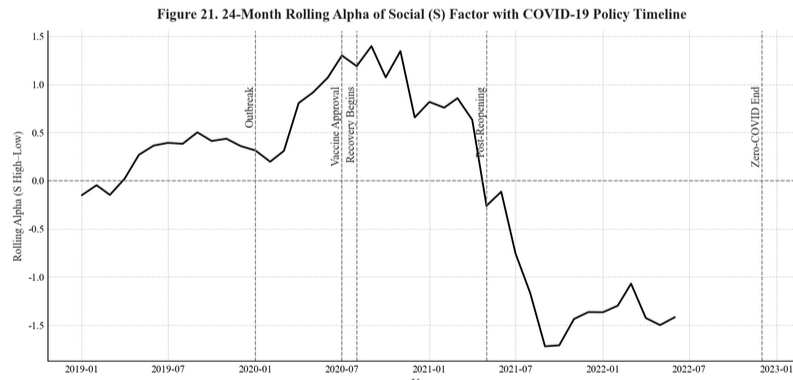 Figure 21. 24-Month Rolling Alpha of Social (S) Factor with COVID-19 Policy Timeline
Rolling Alpha (S High–Low)
1.5
1.0
0.5
0.0
-0.5
-1.0
-1.5
Outbreak
Vaccine Approval
Recovery Begins
Post-Reopening
Zero-COVID End
2019-01
2019-07
2020-01
2020-07
2021-01
2021-07
2022-01
2022-07
2023-01